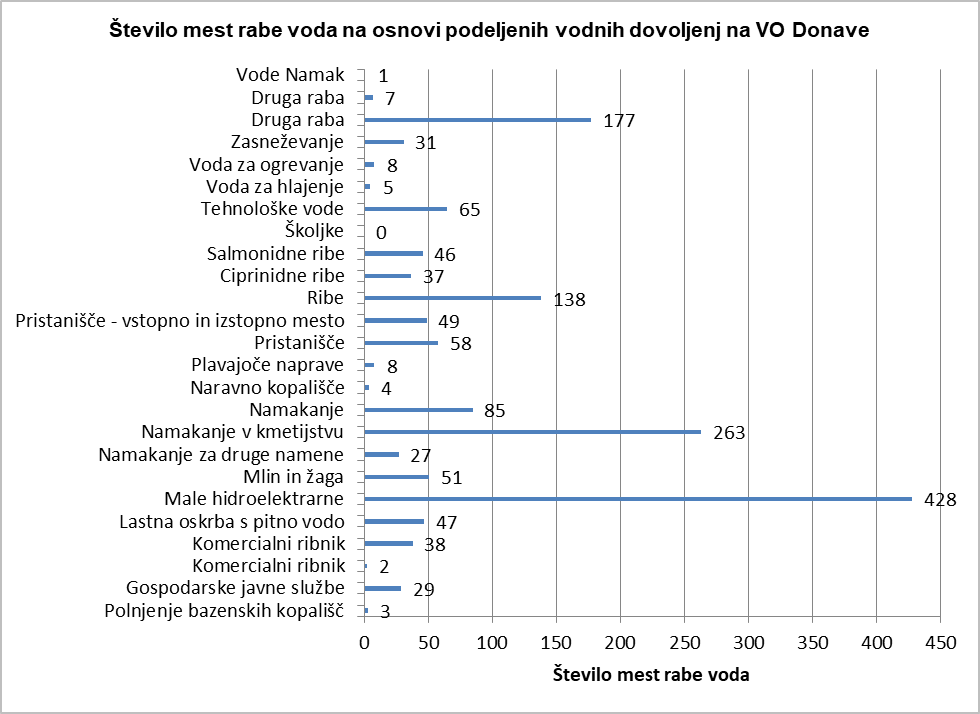 Število mest rabe voda na osnovi podeljenih vodnih dovoljenj na VO Donave
Vode Namak 1
Druga raba 7
Druga raba 177
Zasneževanje 31
Voda za ogrevanje 8
Voda za hlajenje 5
Tehnološke vode 65
Školjke 0
Salmonidne ribe 46
Ciprinidne ribe 37
Ribe 138
Pristanišče - vstopno in izstopno mesto 49
Pristanišče 58
Plavajoče naprave 8
Naravno kopališče 4
Namakanje 85
Namakanje v kmetijstvu 263
Namakanje za druge namene 27
Mlin in žaga 51
Male hidroelektrarne 428
Lastna oskrba s pitno vodo 47
Komercialni ribnik 38
Komercialni ribnik 2
Gospodarske javne službe 29
Polnjenje bazenskih kopališč 3
0 50 100 150 200 250 300 350 400 450
Število mest rabe voda